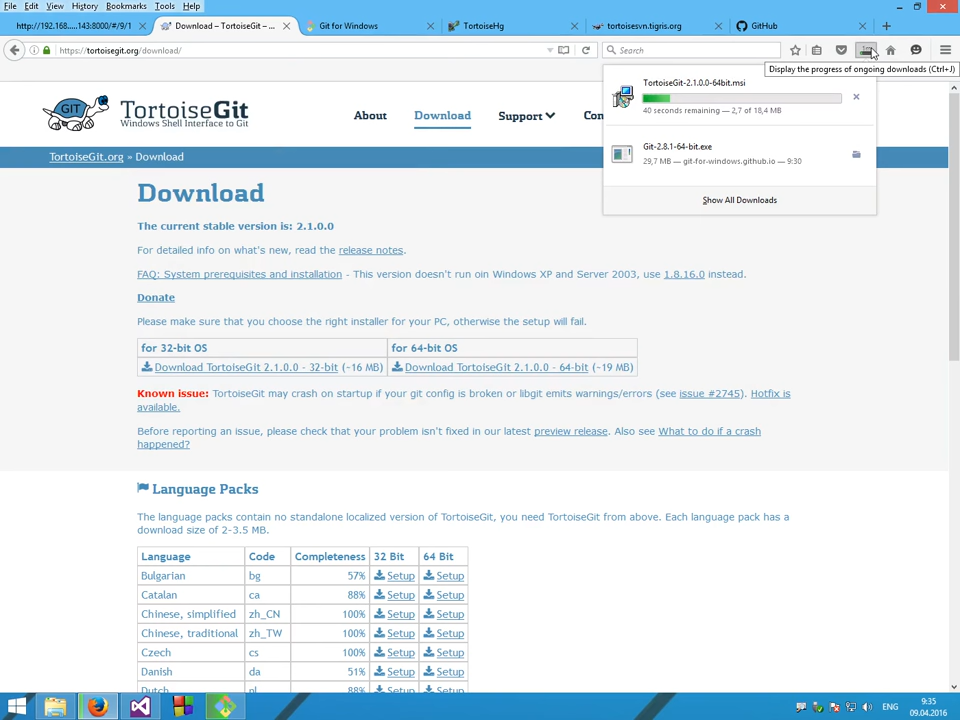 File Edit View History Bookmarks Tools Help
http://192.168.....143:8000/#/9/1
Download – TortoiseGit – ...
Git for Windows
TortoiseHg
tortoisesvn.tigris.org
GitHub
https://tortoisegit.org/download/
Search
Display the progress of ongoing downloads (Ctrl+J)
TortoiseGit-2.1.0.0-64bit.msi
40 seconds remaining — 2,7 of 18,4 MB
Git-2.8.1-64-bit.exe
29,7 MB — git-for-windows.github.io — 9:30
Show All Downloads
GIT
TortoiseGit
Windows Shell Interface to Git
About Download Support Con
TortoiseGit.org » Download
Download
The current stable version is: 2.1.0.0
For detailed info on what's new, read the release notes.
FAQ: System prerequisites and installation - This version doesn't run oin Windows XP and Server 2003, use 1.8.16.0 instead.
Donate
Please make sure that you choose the right installer for your PC, otherwise the setup will fail.
for 32-bit OS for 64-bit OS
Download TortoiseGit 2.1.0.0 - 32-bit (~16 MB) Download TortoiseGit 2.1.0.0 - 64-bit (~19 MB)
Known issue: TortoiseGit may crash on startup if your git config is broken or libgit emits warnings/errors (see issue #2745). Hotfix is
available.
Before reporting an issue, please check that your problem isn't fixed in our latest preview release. Also see What to do if a crash
happened?
Language Packs
The language packs contain no standalone localized version of TortoiseGit, you need TortoiseGit from above. Each language pack has a
download size of 2-3.5 MB.
Language Code Completeness 32 Bit 64 Bit
Bulgarian bg 57% Setup Setup
Catalan ca 88% Setup Setup
Chinese, simplified zh_CN 100% Setup Setup
Chinese, traditional zh_TW 100% Setup Setup
Czech cs 100% Setup Setup
Danish da 51% Setup Setup
Dutch nl 88% Setup Setup
ENG
9:35
09.04.2016